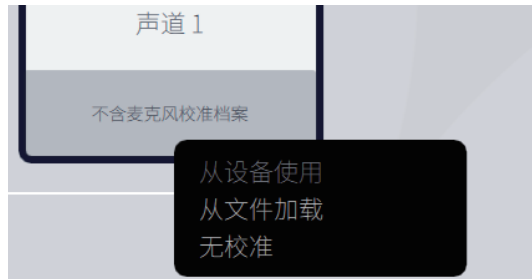 声道 1
不含麦克风校准档案
从设备使用
从文件加载
无校准